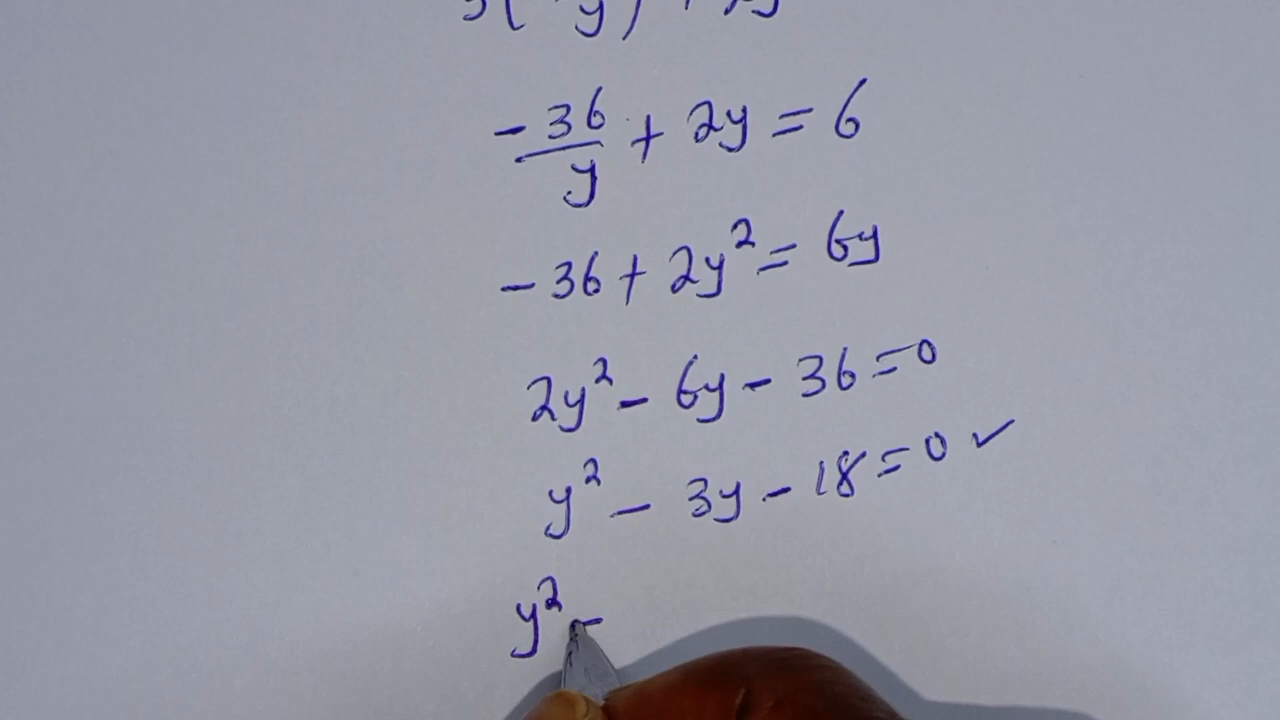 -36/y + 2y = 6
-36 + 2y² = 6y
2y² - 6y - 36 = 0
y² - 3y - 18 = 0 ✓
y² -